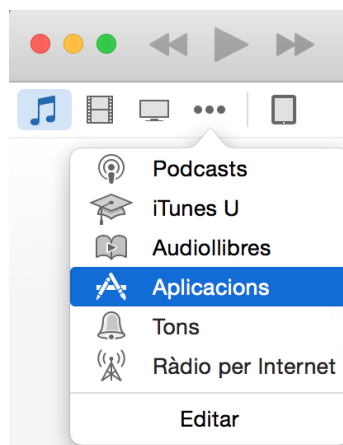 Podcasts
iTunes U
Audiollibres
Aplicacions
Tons
Ràdio per Internet
Editar